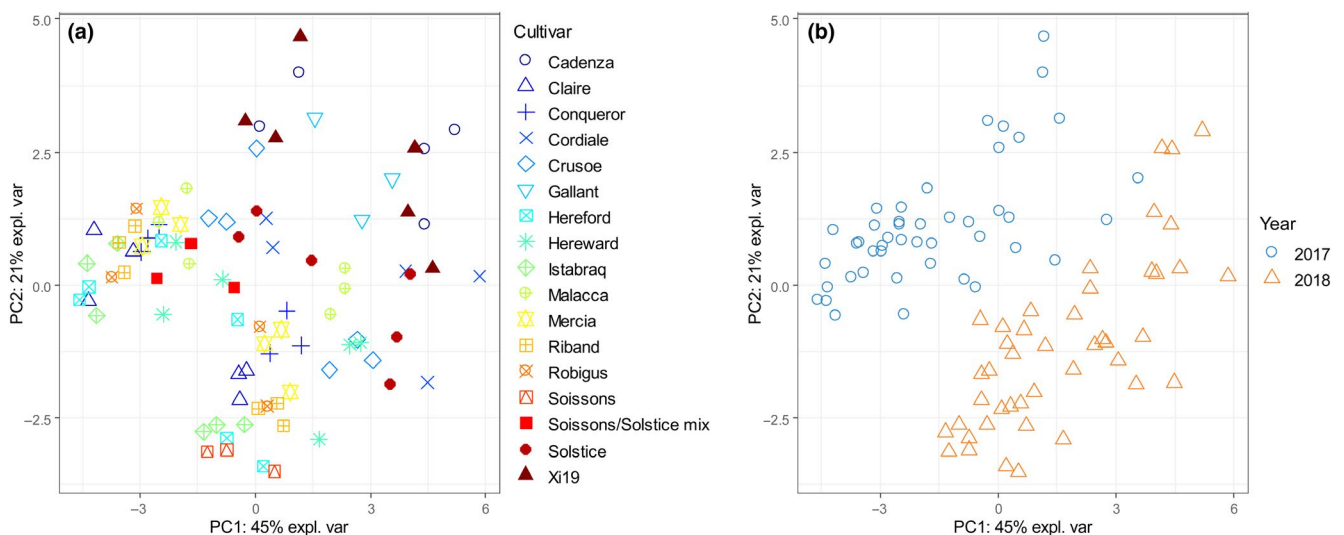 (a)
5.0
2.5
0.0
−2.5
PC2: 21% expl. var
−3
0
3
6
PC1: 45% expl. var
Cultivar
Cadenza
Claire
Conqueror
Cordiale
Crusoe
Gallant
Hereford
Hereward
Istabraq
Malacca
Mercia
Riband
Robigus
Soissons
Soissons/Solstice mix
Solstice
Xi19
(b)
5.0
2.5
0.0
−2.5
PC2: 21% expl. var
−3
0
3
6
PC1: 45% expl. var
Year
2017
2018